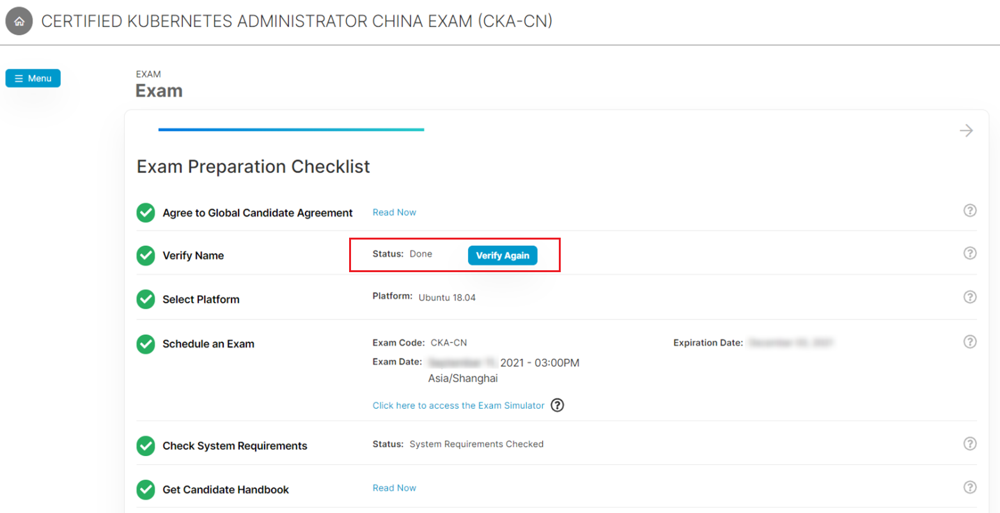 CERTIFIED KUBERNETES ADMINISTRATOR CHINA EXAM (CKA-CN)
Menu
EXAM
Exam
Exam Preparation Checklist
Agree to Global Candidate Agreement Read Now
Verify Name Status: Done Verify Again
Select Platform Platform: Ubuntu 18.04
Schedule an Exam Exam Code: CKA-CN Expiration Date:
Exam Date: 2021 - 03:00PM
Asia/Shanghai
Click here to access the Exam Simulator
Check System Requirements Status: System Requirements Checked
Get Candidate Handbook Read Now